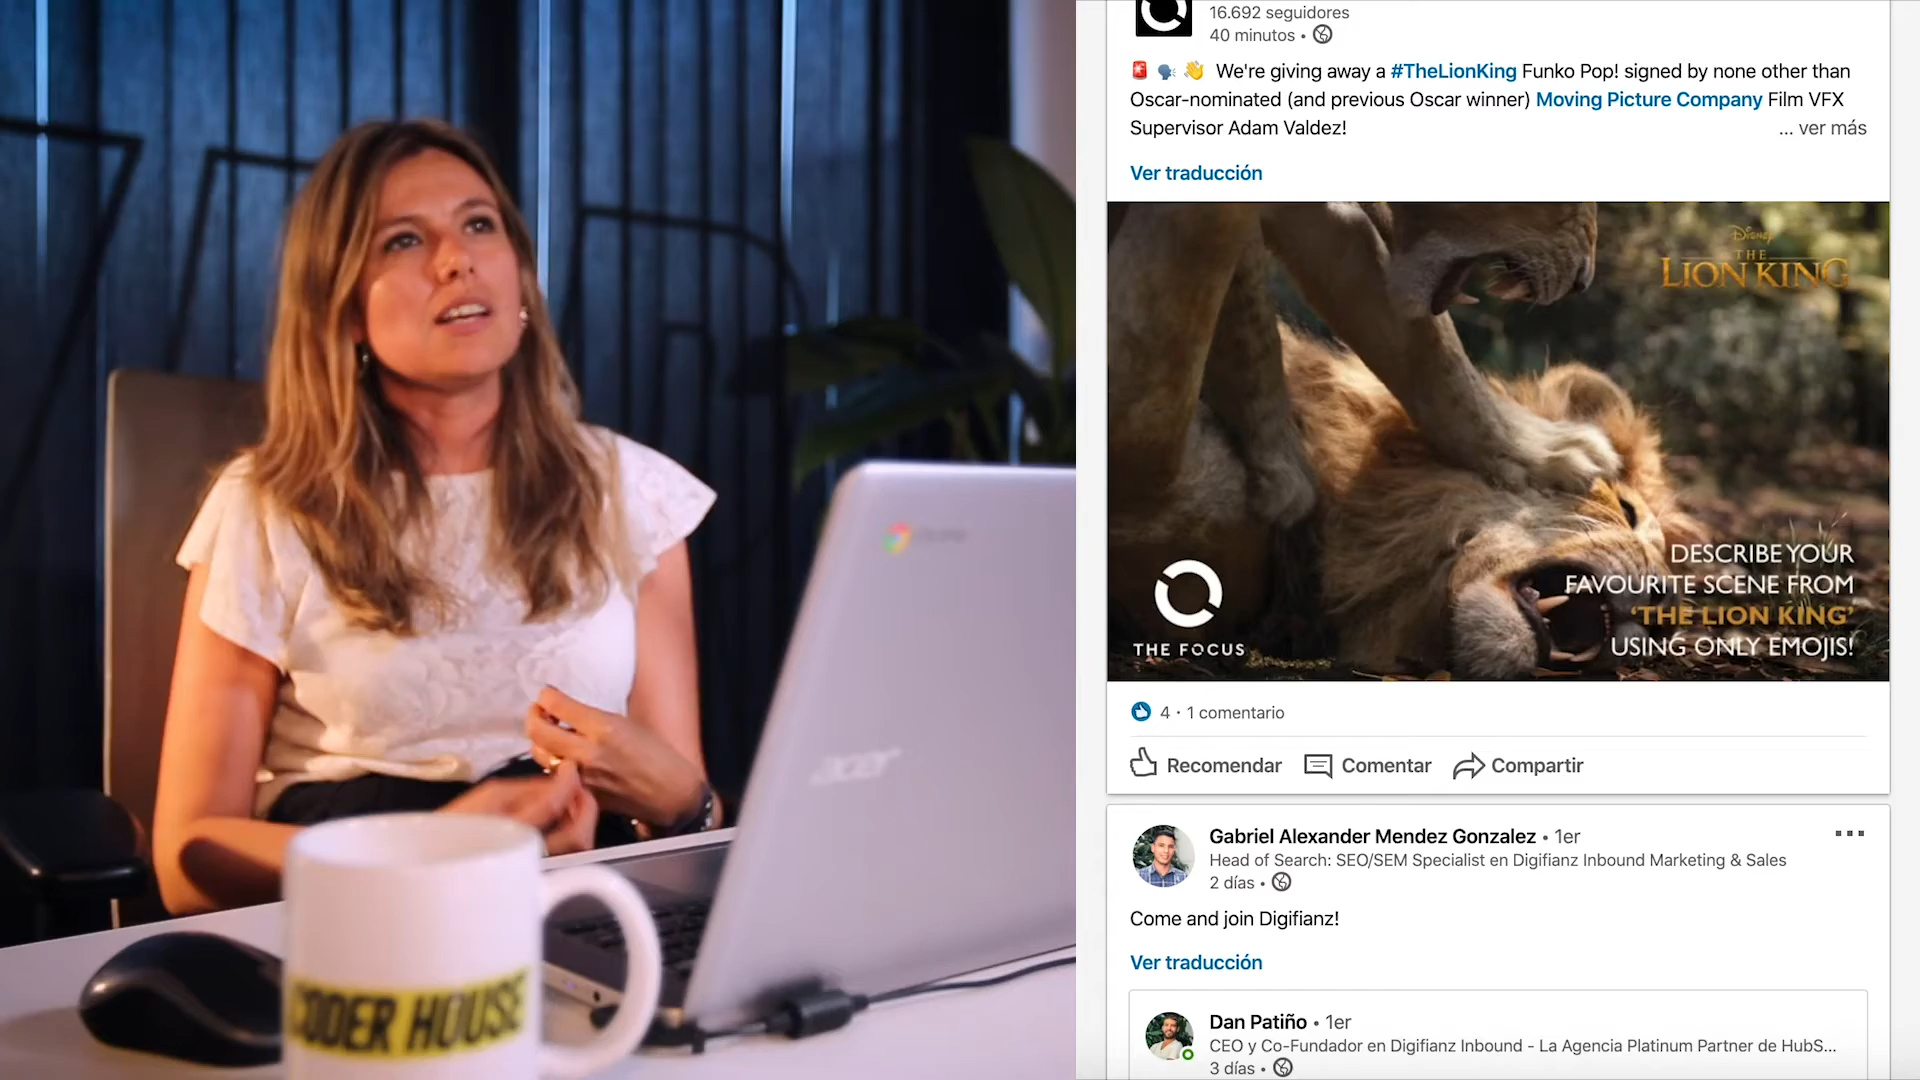 acer
CODER HOUSE
16.692 seguidores
40 minutos •
We're giving away a #TheLionKing Funko Pop! signed by none other than
Oscar-nominated (and previous Oscar winner) Moving Picture Company Film VFX
Supervisor Adam Valdez!
... ver más
Ver traducción
Disney
THE
LION KING
DESCRIBE YOUR
FAVOURITE SCENE FROM
‘THE LION KING’
USING ONLY EMOJIS!
THE FOCUS
4 · 1 comentario
Recomendar Comentar Compartir
Gabriel Alexander Mendez Gonzalez • 1er
Head of Search: SEO/SEM Specialist en Digifianz Inbound Marketing & Sales
2 días •
Come and join Digifianz!
Ver traducción
Dan Patiño • 1er
CEO y Co-Fundador en Digifianz Inbound - La Agencia Platinum Partner de HubS...
3 días •